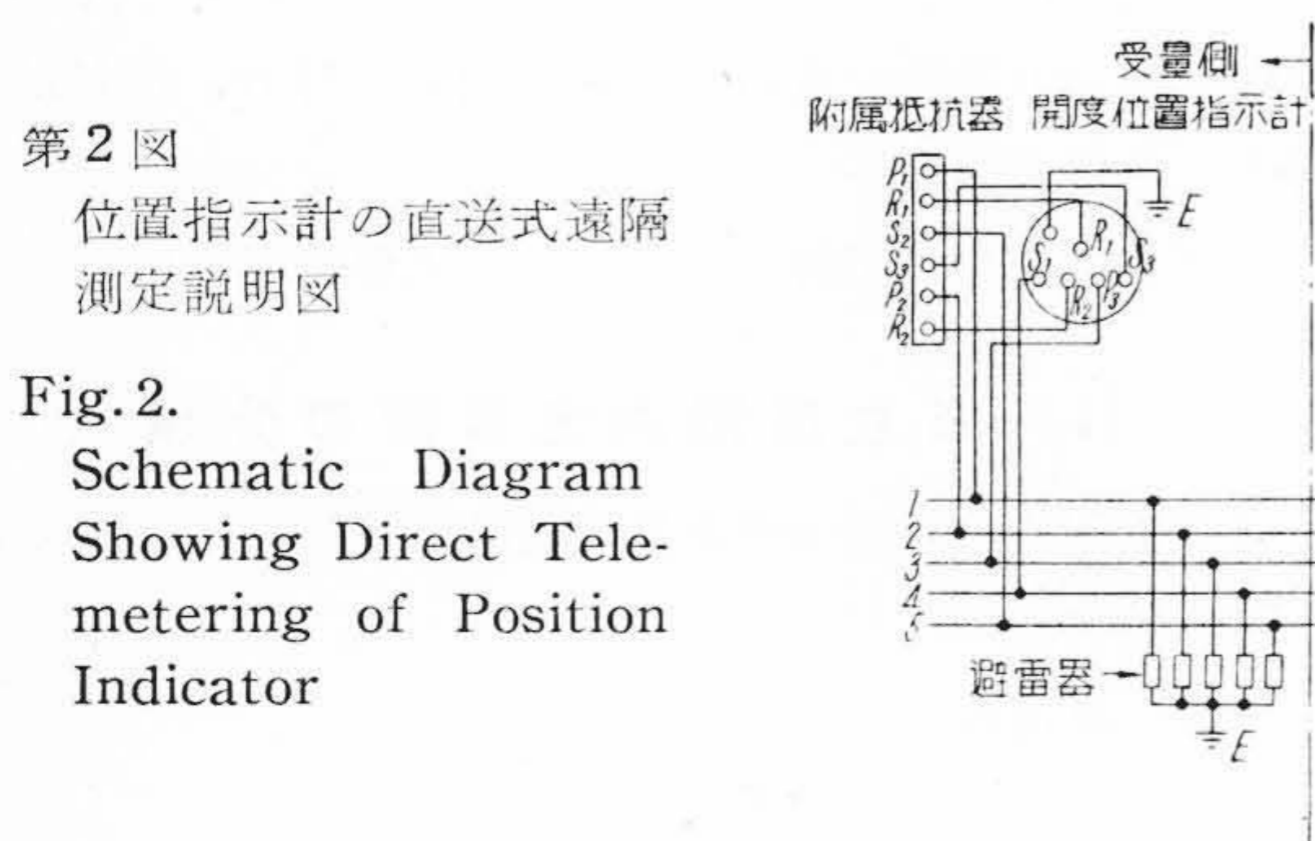 第2図
位置指示計の直送式遠隔
測定説明図
Fig. 2.
Schematic Diagram
Showing Direct Tele-
metering of Position
Indicator
受量側
附属抵抗器 開度位置指示計
P₁
R₁
S₂
S₃
P₂
R₂
E
S₁ R₁ S₃
R₂ P₃
1
2
3
4
5
避雷器
E